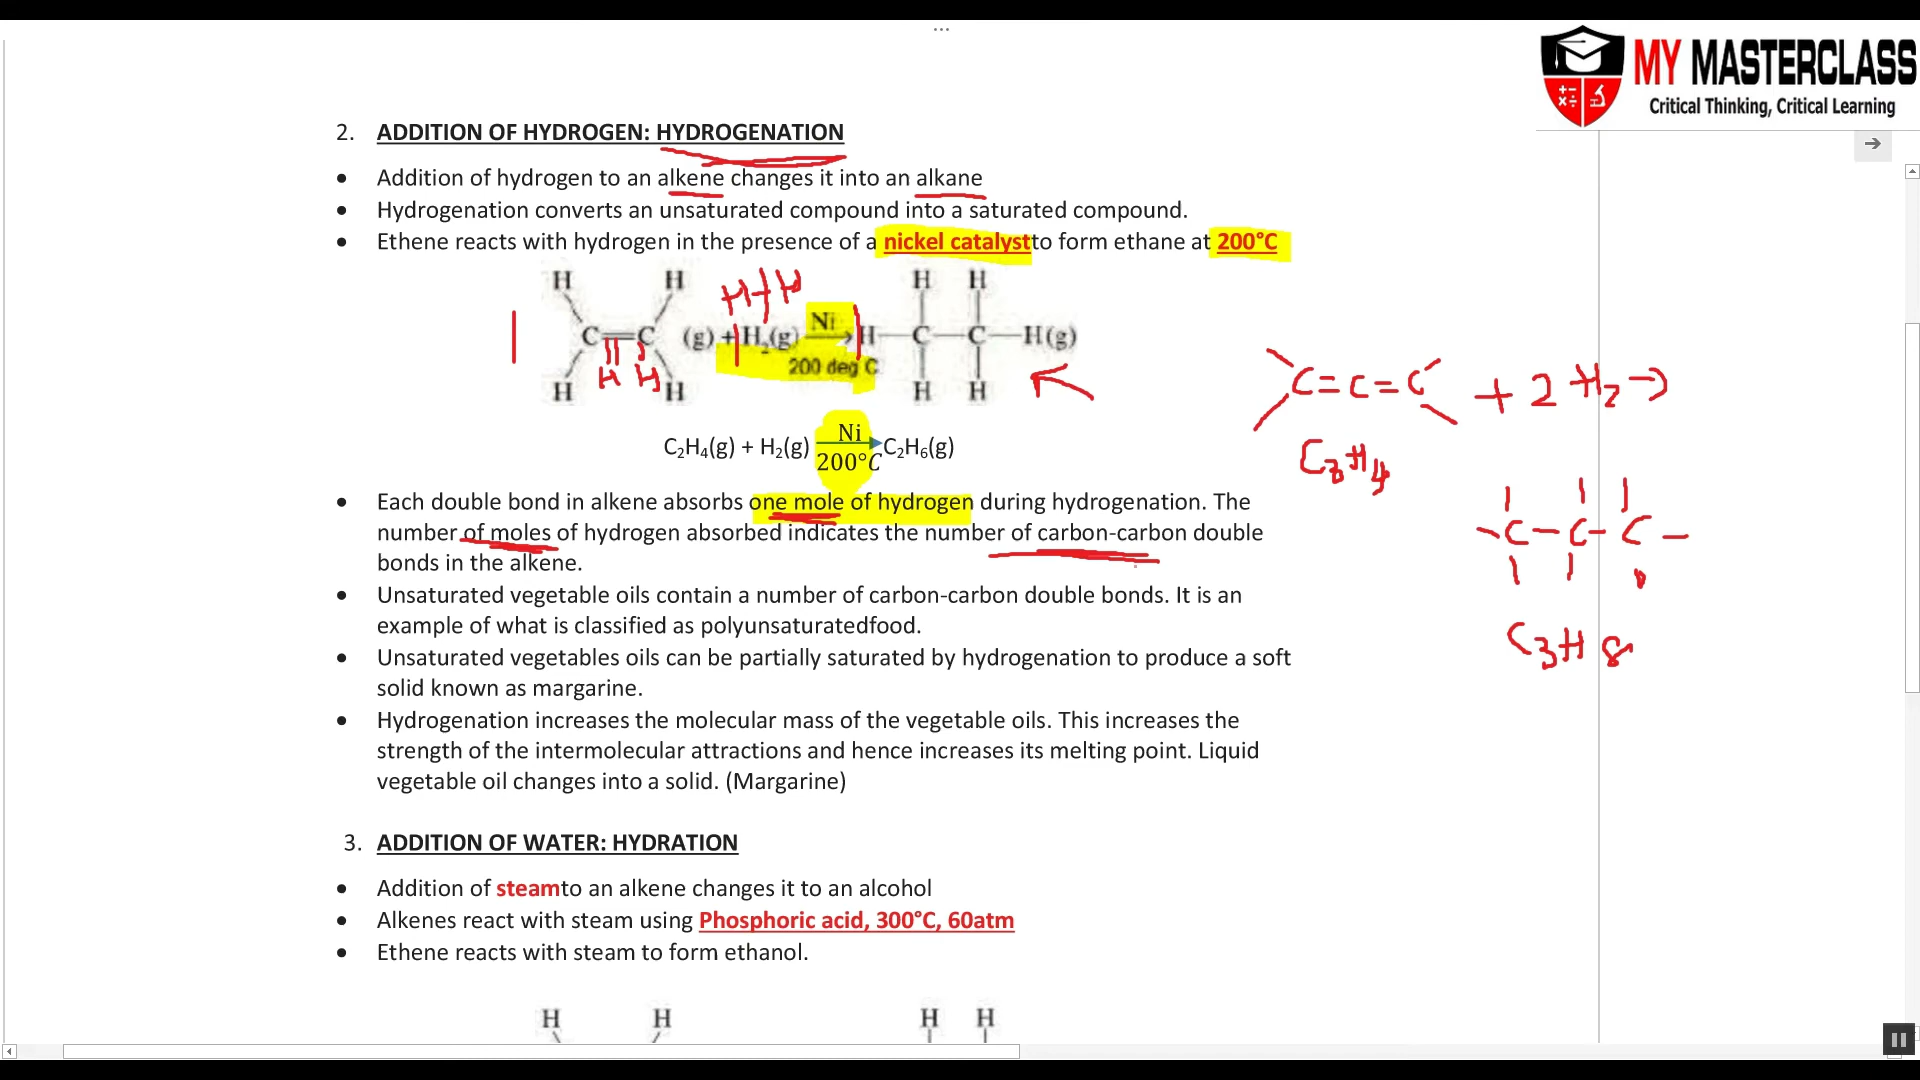 MY MASTERCLASS
Critical Thinking, Critical Learning
2. ADDITION OF HYDROGEN: HYDROGENATION
• Addition of hydrogen to an alkene changes it into an alkane
• Hydrogenation converts an unsaturated compound into a saturated compound.
• Ethene reacts with hydrogen in the presence of a nickel catalystto form ethane at 200°C
H H H-H H H
C=C (g) + H₂(g) Ni → H-C-C-H(g)
H H H H 200 deg C H H
C=C=C + 2H₂ →
C₃H₄
C₂H₄(g) + H₂(g) Ni 200°C C₂H₆(g)
• Each double bond in alkene absorbs one mole of hydrogen during hydrogenation. The
number of moles of hydrogen absorbed indicates the number of carbon-carbon double
bonds in the alkene.
-C-C-C-
C₃H₈
• Unsaturated vegetable oils contain a number of carbon-carbon double bonds. It is an
example of what is classified as polyunsaturatedfood.
• Unsaturated vegetables oils can be partially saturated by hydrogenation to produce a soft
solid known as margarine.
• Hydrogenation increases the molecular mass of the vegetable oils. This increases the
strength of the intermolecular attractions and hence increases its melting point. Liquid
vegetable oil changes into a solid. (Margarine)
3. ADDITION OF WATER: HYDRATION
• Addition of steamto an alkene changes it to an alcohol
• Alkenes react with steam using Phosphoric acid, 300°C, 60atm
• Ethene reacts with steam to form ethanol.
H H H H